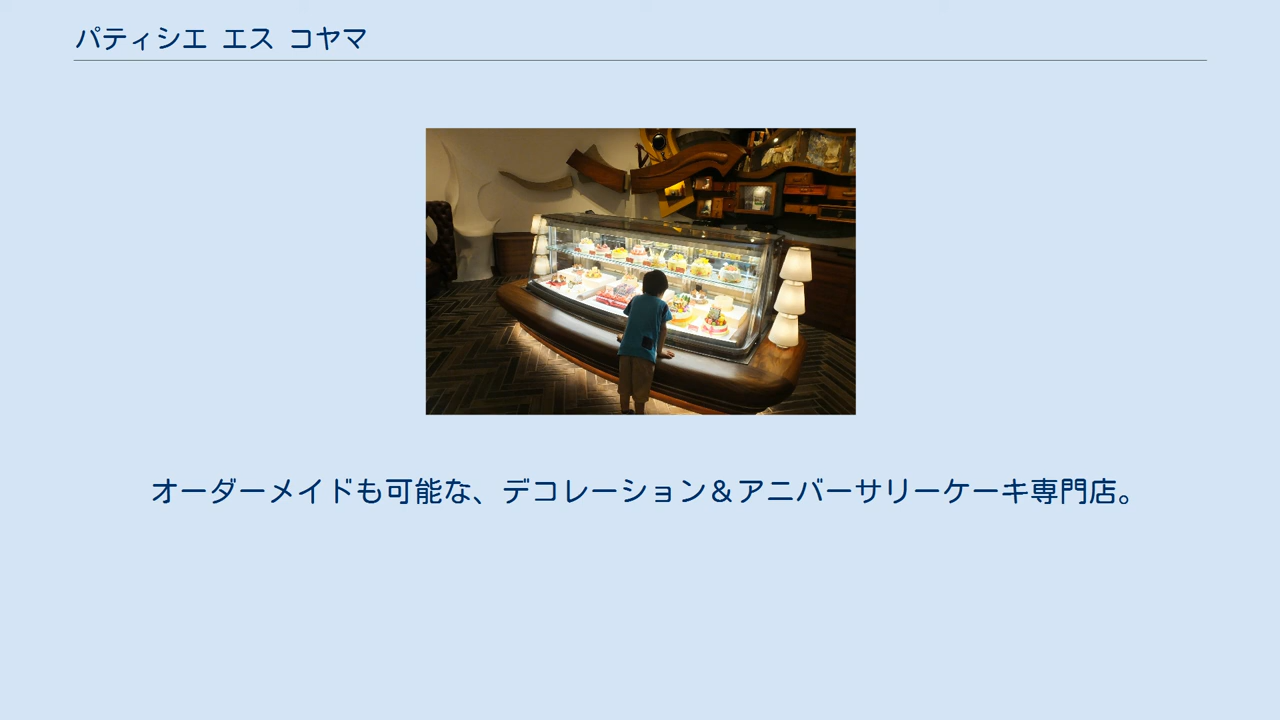 パティシエ エス コヤマ
オーダーメイドも可能な、デコレーション＆アニバーサリーケーキ専門店。